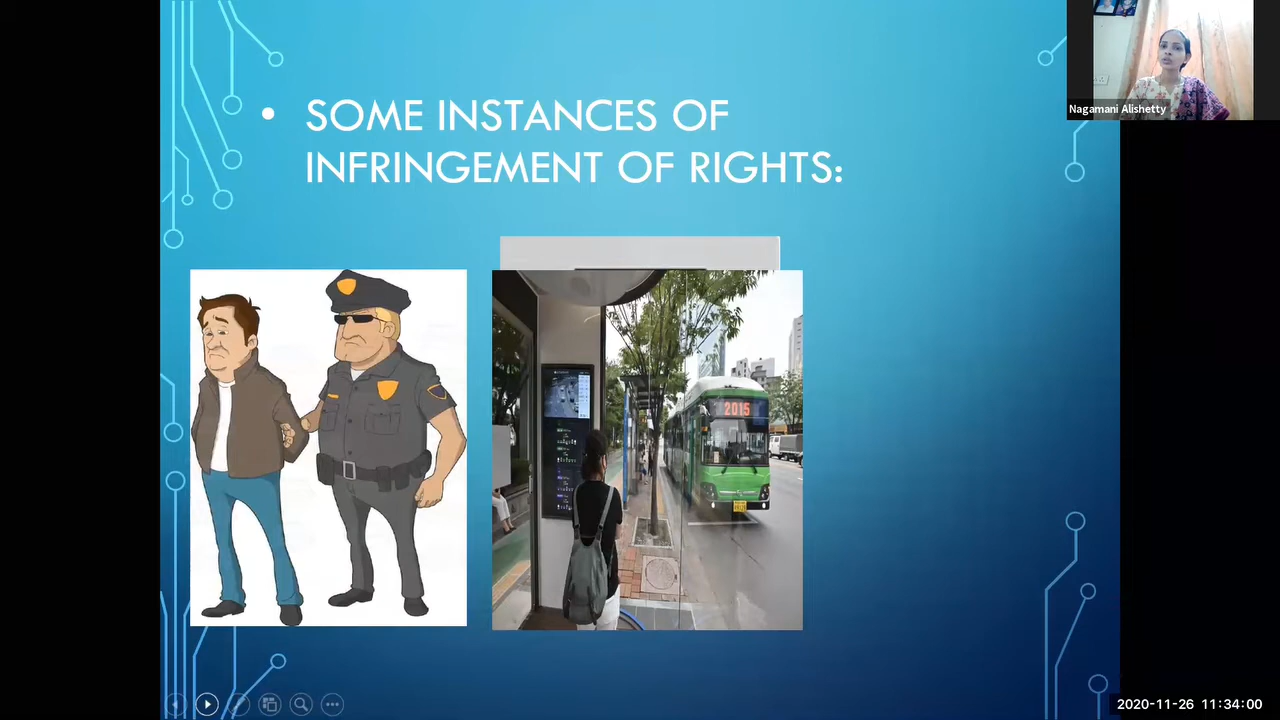 • SOME INSTANCES OF
INFRINGEMENT OF RIGHTS:
Nagamani Alishetty
2015
2020-11-26 11:34:00